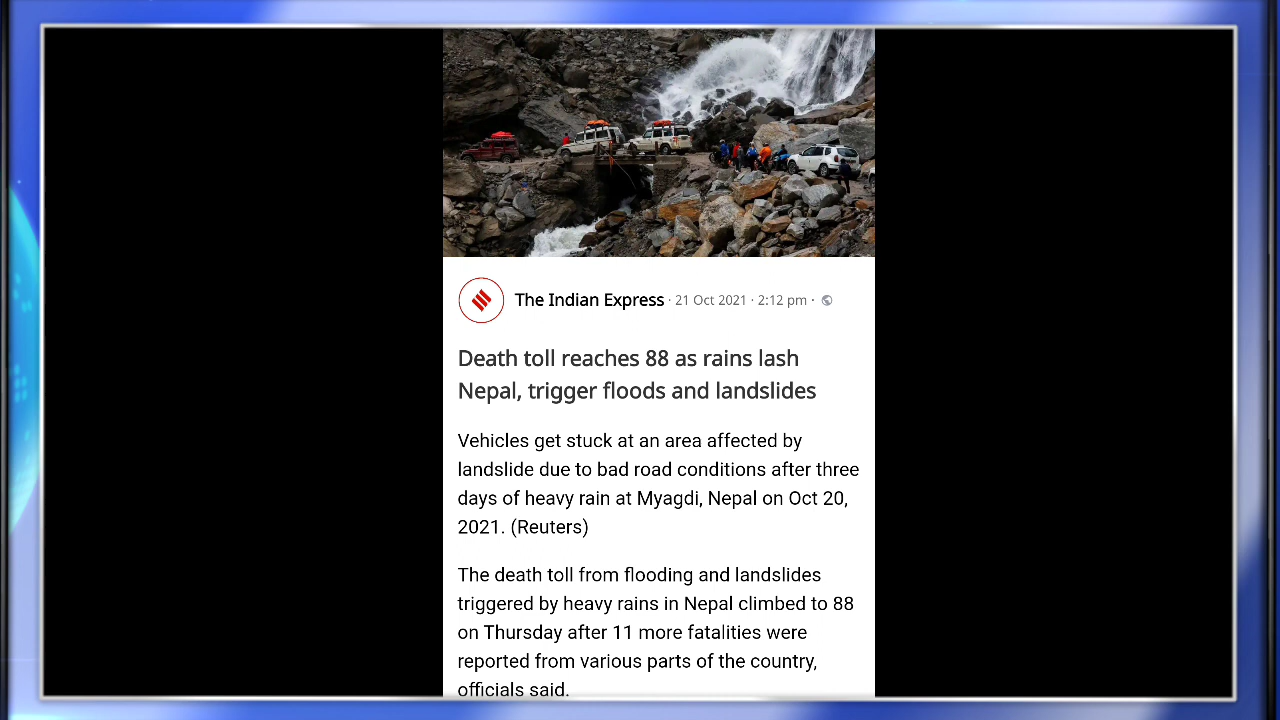 The Indian Express · 21 Oct 2021 · 2:12 pm ·
Death toll reaches 88 as rains lash
Nepal, trigger floods and landslides
Vehicles get stuck at an area affected by
landslide due to bad road conditions after three
days of heavy rain at Myagdi, Nepal on Oct 20,
2021. (Reuters)
The death toll from flooding and landslides
triggered by heavy rains in Nepal climbed to 88
on Thursday after 11 more fatalities were
reported from various parts of the country,
officials said.